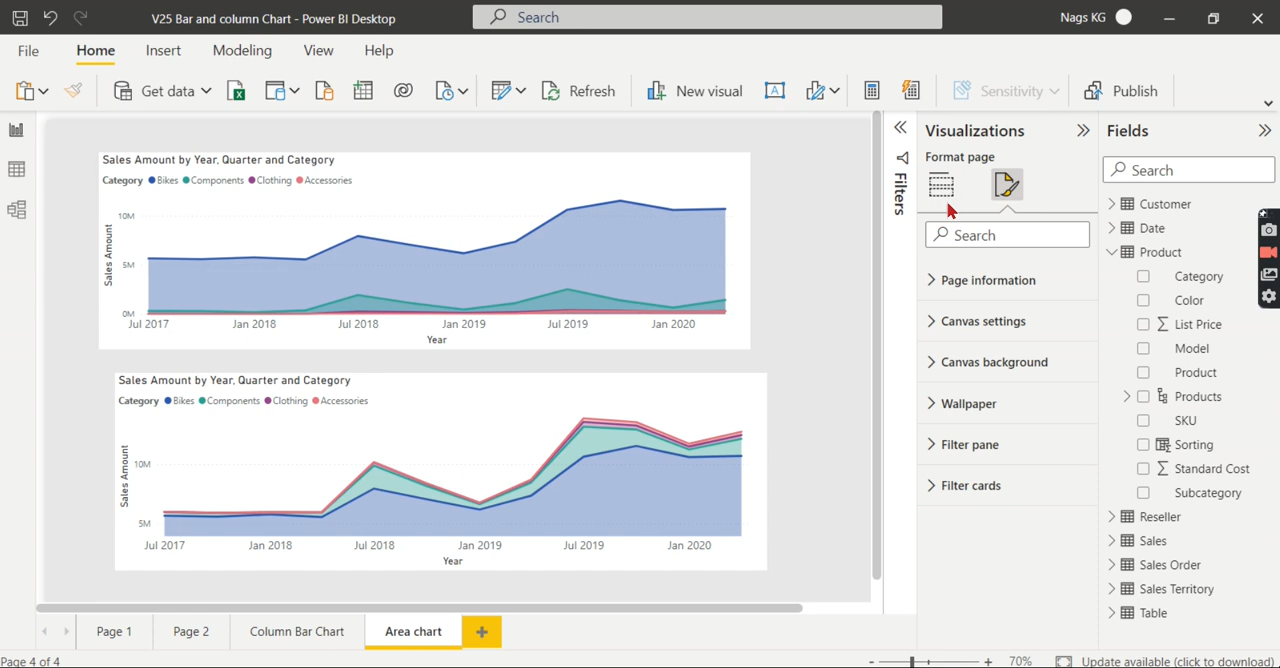 V25 Bar and column Chart - Power BI Desktop
Search
Nags KG
File Home Insert Modeling View Help
Get data
Refresh
New visual
A
Sensitivity
Publish
Sales Amount by Year, Quarter and Category
Category Bikes Components Clothing Accessories
Sales Amount
10M
5M
0M
Jul 2017 Jan 2018 Jul 2018 Jan 2019 Jul 2019 Jan 2020
Year
Sales Amount by Year, Quarter and Category
Category Bikes Components Clothing Accessories
Sales Amount
10M
5M
Jul 2017 Jan 2018 Jul 2018 Jan 2019 Jul 2019 Jan 2020
Year
Filters
Visualizations
Format page
Search
Page information
Canvas settings
Canvas background
Wallpaper
Filter pane
Filter cards
Fields
Search
Customer
Date
Product
Category
Color
List Price
Model
Product
Products
SKU
Sorting
Standard Cost
Subcategory
Reseller
Sales
Sales Order
Sales Territory
Table
Page 1 Page 2 Column Bar Chart Area chart
Page 4 of 4
70%
Update available (click to download)